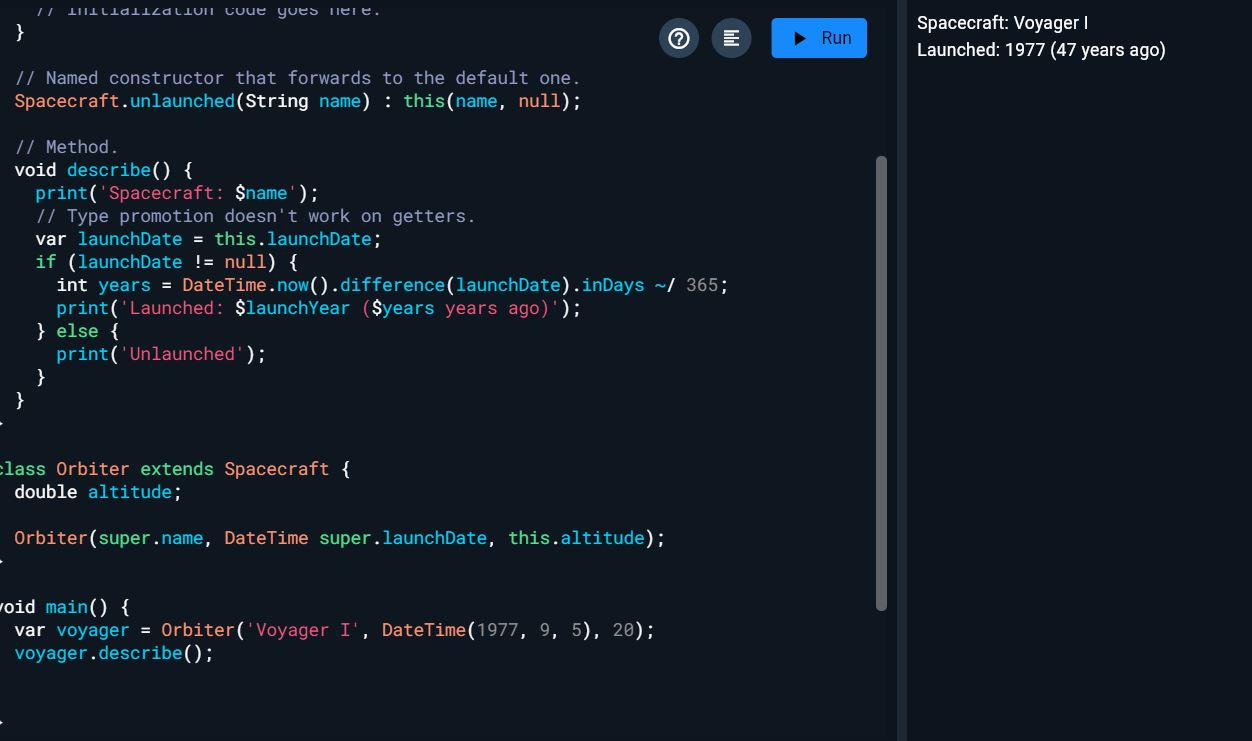 // Initialization code goes here.
}
// Named constructor that forwards to the default one.
Spacecraft.unlaunched(String name) : this(name, null);
// Method.
void describe() {
print('Spacecraft: $name');
// Type promotion doesn't work on getters.
var launchDate = this.launchDate;
if (launchDate != null) {
int years = DateTime.now().difference(launchDate).inDays ~/ 365;
print('Launched: $launchYear ($years years ago)');
} else {
print('Unlaunched');
}
}
}
class Orbiter extends Spacecraft {
double altitude;
Orbiter(super.name, DateTime super.launchDate, this.altitude);
}
void main() {
var voyager = Orbiter('Voyager I', DateTime(1977, 9, 5), 20);
voyager.describe();
}
?
Run
Spacecraft: Voyager I
Launched: 1977 (47 years ago)